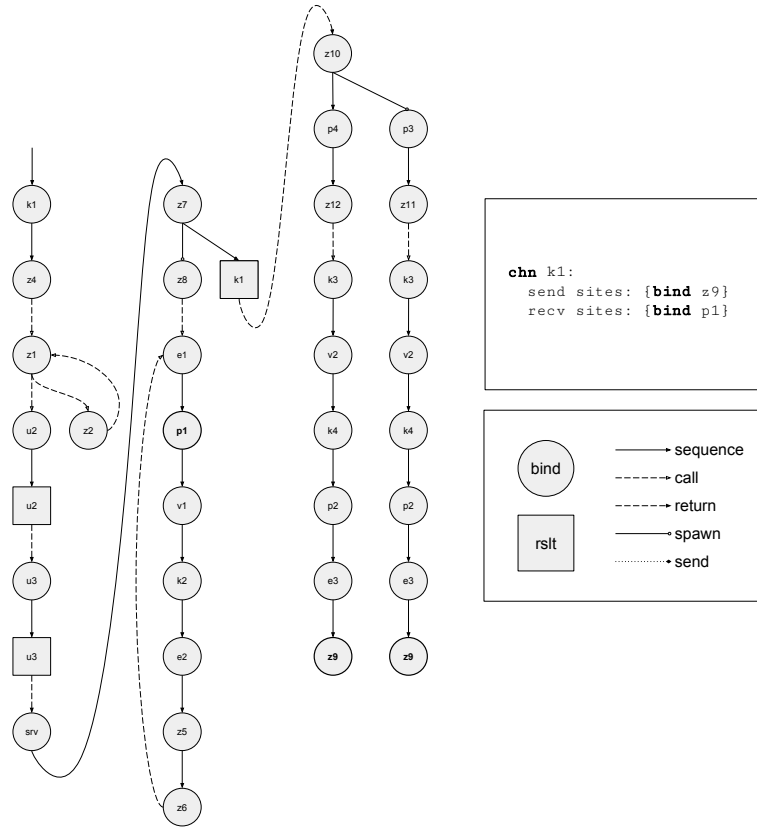 z10
p4
p3
k1
z7
z12
z11
z4
z8
k1
k3
k3
z1
e1
v2
v2
u2
z2
p1
k4
k4
u2
v1
p2
p2
u3
k2
e3
e3
u3
e2
z9
z9
srv
z5
z6
chn k1:
send sites: {bind z9}
recv sites: {bind p1}
bind
rslt
sequence
call
return
spawn
send